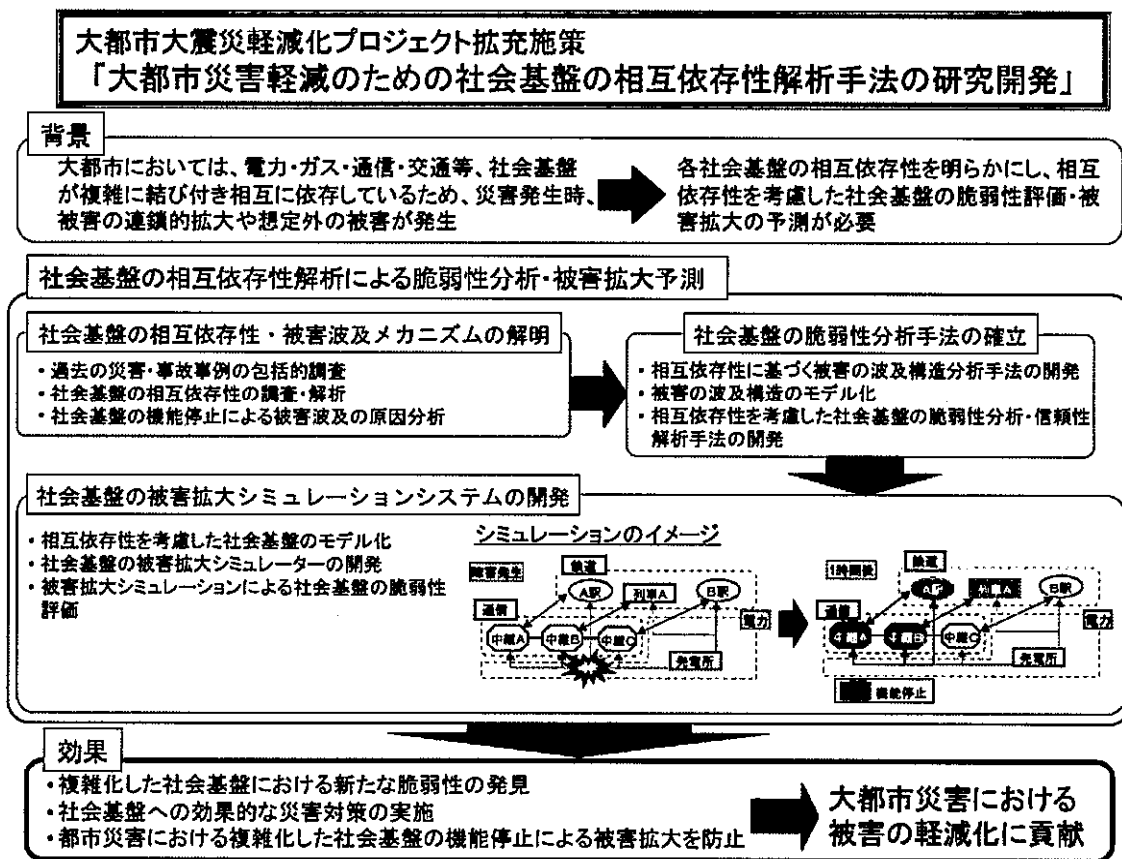 大都市大震災軽減化プロジェクト拡充施策
『大都市災害軽減のための社会基盤の相互依存性解析手法の研究開発』
背景
大都市においては、電力・ガス・通信・交通等、社会基盤
が複雑に結び付き相互に依存しているため、災害発生時、
被害の連鎖的拡大や想定外の被害が発生
各社会基盤の相互依存性を明らかにし、相互
依存性を考慮した社会基盤の脆弱性評価・被
害拡大の予測が必要
社会基盤の相互依存性解析による脆弱性分析・被害拡大予測
社会基盤の相互依存性・被害波及メカニズムの解明
・過去の災害・事故事例の包括的調査
・社会基盤の相互依存性の調査・解析
・社会基盤の機能停止による被害波及の原因分析
社会基盤の脆弱性分析手法の確立
・相互依存性に基づく被害の波及構造分析手法の開発
・被害の波及構造のモデル化
・相互依存性を考慮した社会基盤の脆弱性分析・信頼性
解析手法の開発
社会基盤の被害拡大シミュレーションシステムの開発
・相互依存性を考慮した社会基盤のモデル化
・社会基盤の被害拡大シミュレーターの開発
・被害拡大シミュレーションによる社会基盤の脆弱性
評価
シミュレーションのイメージ
障害発生
鉄道
A駅
列車A
B駅
通信
電力
中継A
中継B
中継C
発電所
1時間後
鉄道
A駅
列車A
B駅
通信
電力
中継A
中継B
中継C
発電所
機能停止
効果
・複雑化した社会基盤における新たな脆弱性の発見
・社会基盤への効果的な災害対策の実施
・都市災害における複雑化した社会基盤の機能停止による被害拡大を防止
大都市災害における
被害の軽減化に貢献